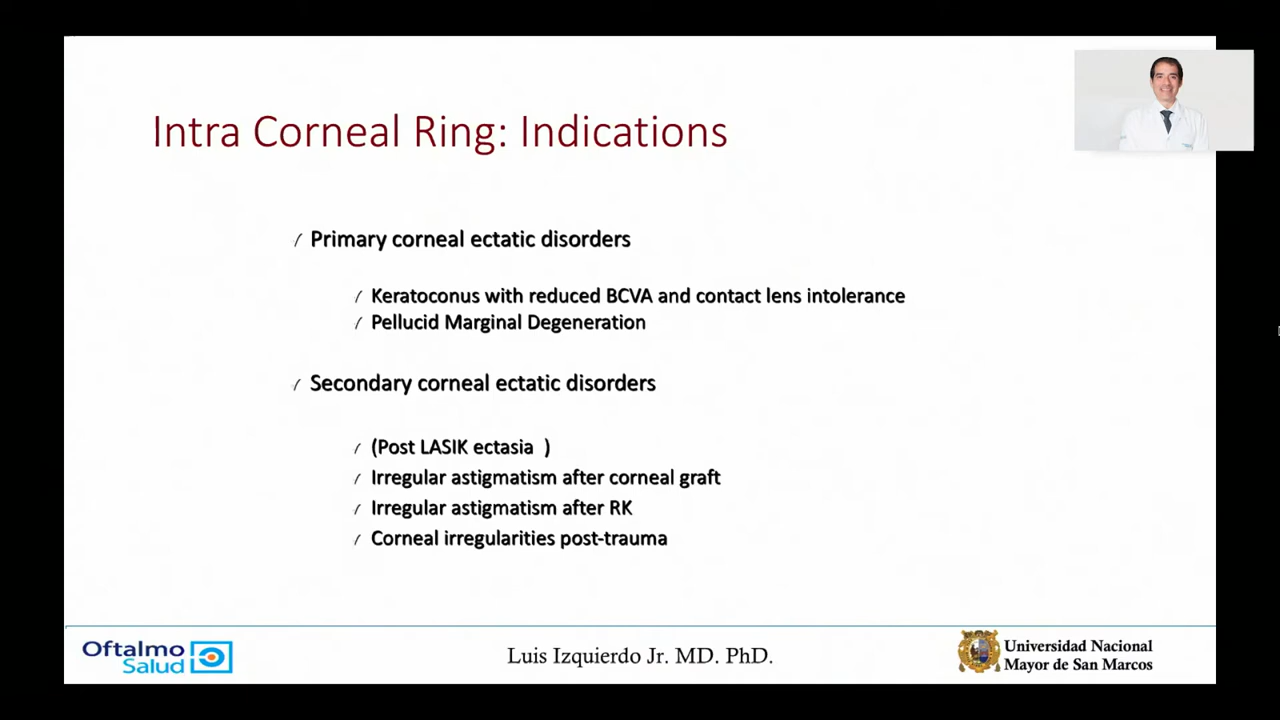 Intra Corneal Ring: Indications
Primary corneal ectatic disorders
Keratoconus with reduced BCVA and contact lens intolerance
Pellucid Marginal Degeneration
Secondary corneal ectatic disorders
(Post LASIK ectasia )
Irregular astigmatism after corneal graft
Irregular astigmatism after RK
Corneal irregularities post-trauma
Oftalmo
Salud
Luis Izquierdo Jr. MD. PhD.
Universidad Nacional
Mayor de San Marcos